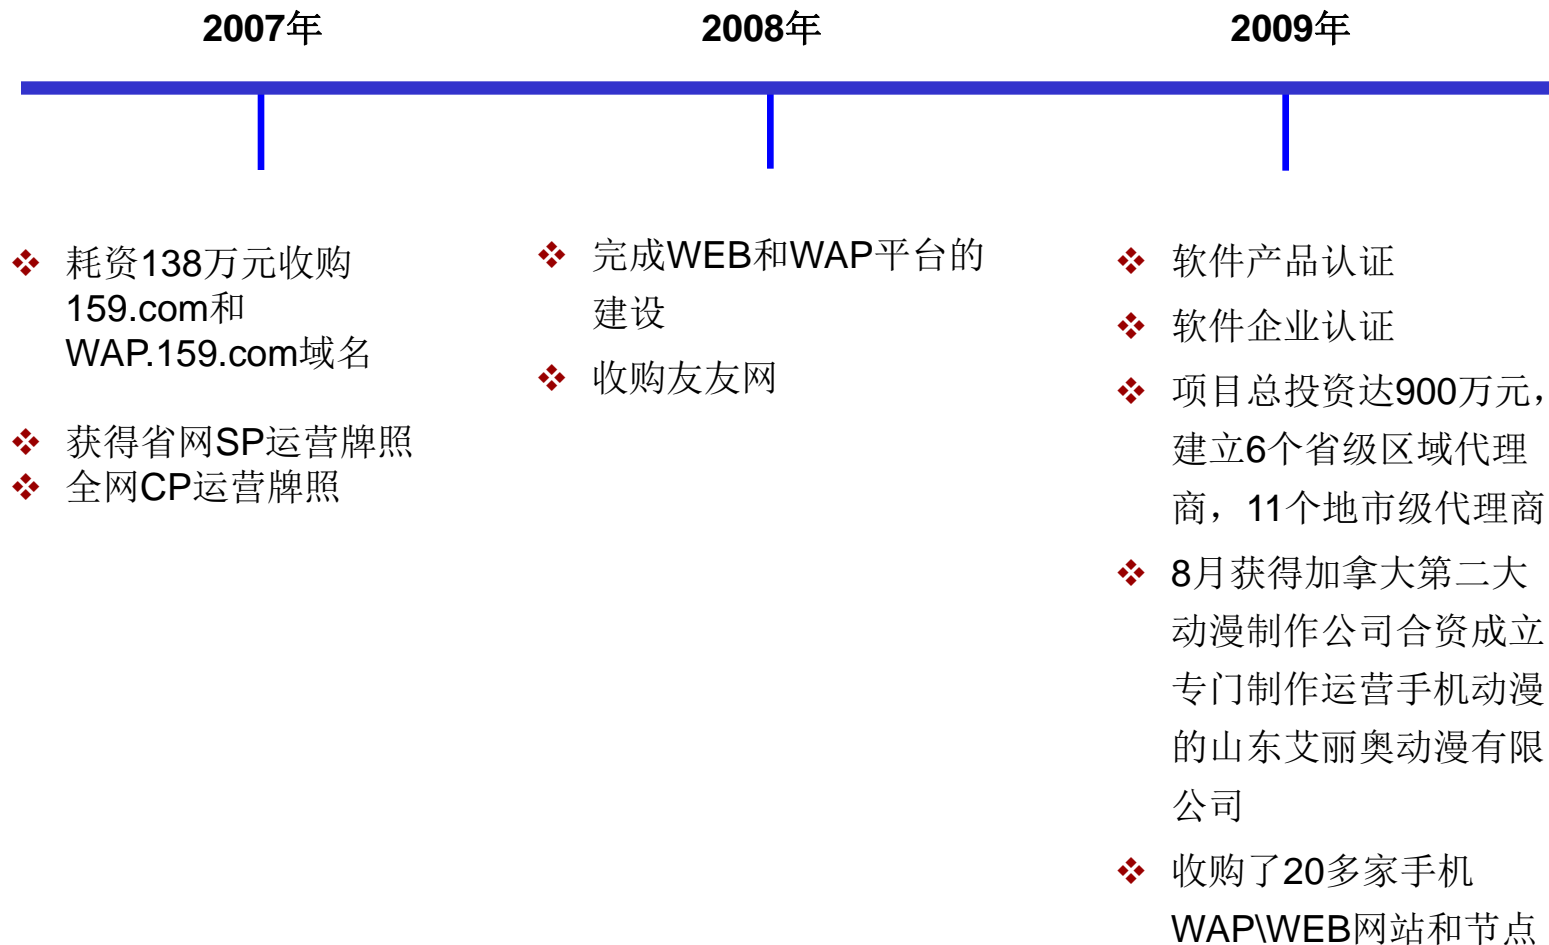 2007年
2008年
2009年
耗资138万元收购
159.com和
WAP.159.com域名
获得省网SP运营牌照
全网CP运营牌照
完成WEB和WAP平台的
建设
收购友友网
软件产品认证
软件企业认证
项目总投资达900万元,
建立6个省级区域代理
商，11个地市级代理商
8月获得加拿大第二大
动漫制作公司合资成立
专门制作运营手机动漫
的山东艾丽奥动漫有限
公司
收购了20多家手机
WAP\WEB网站和节点